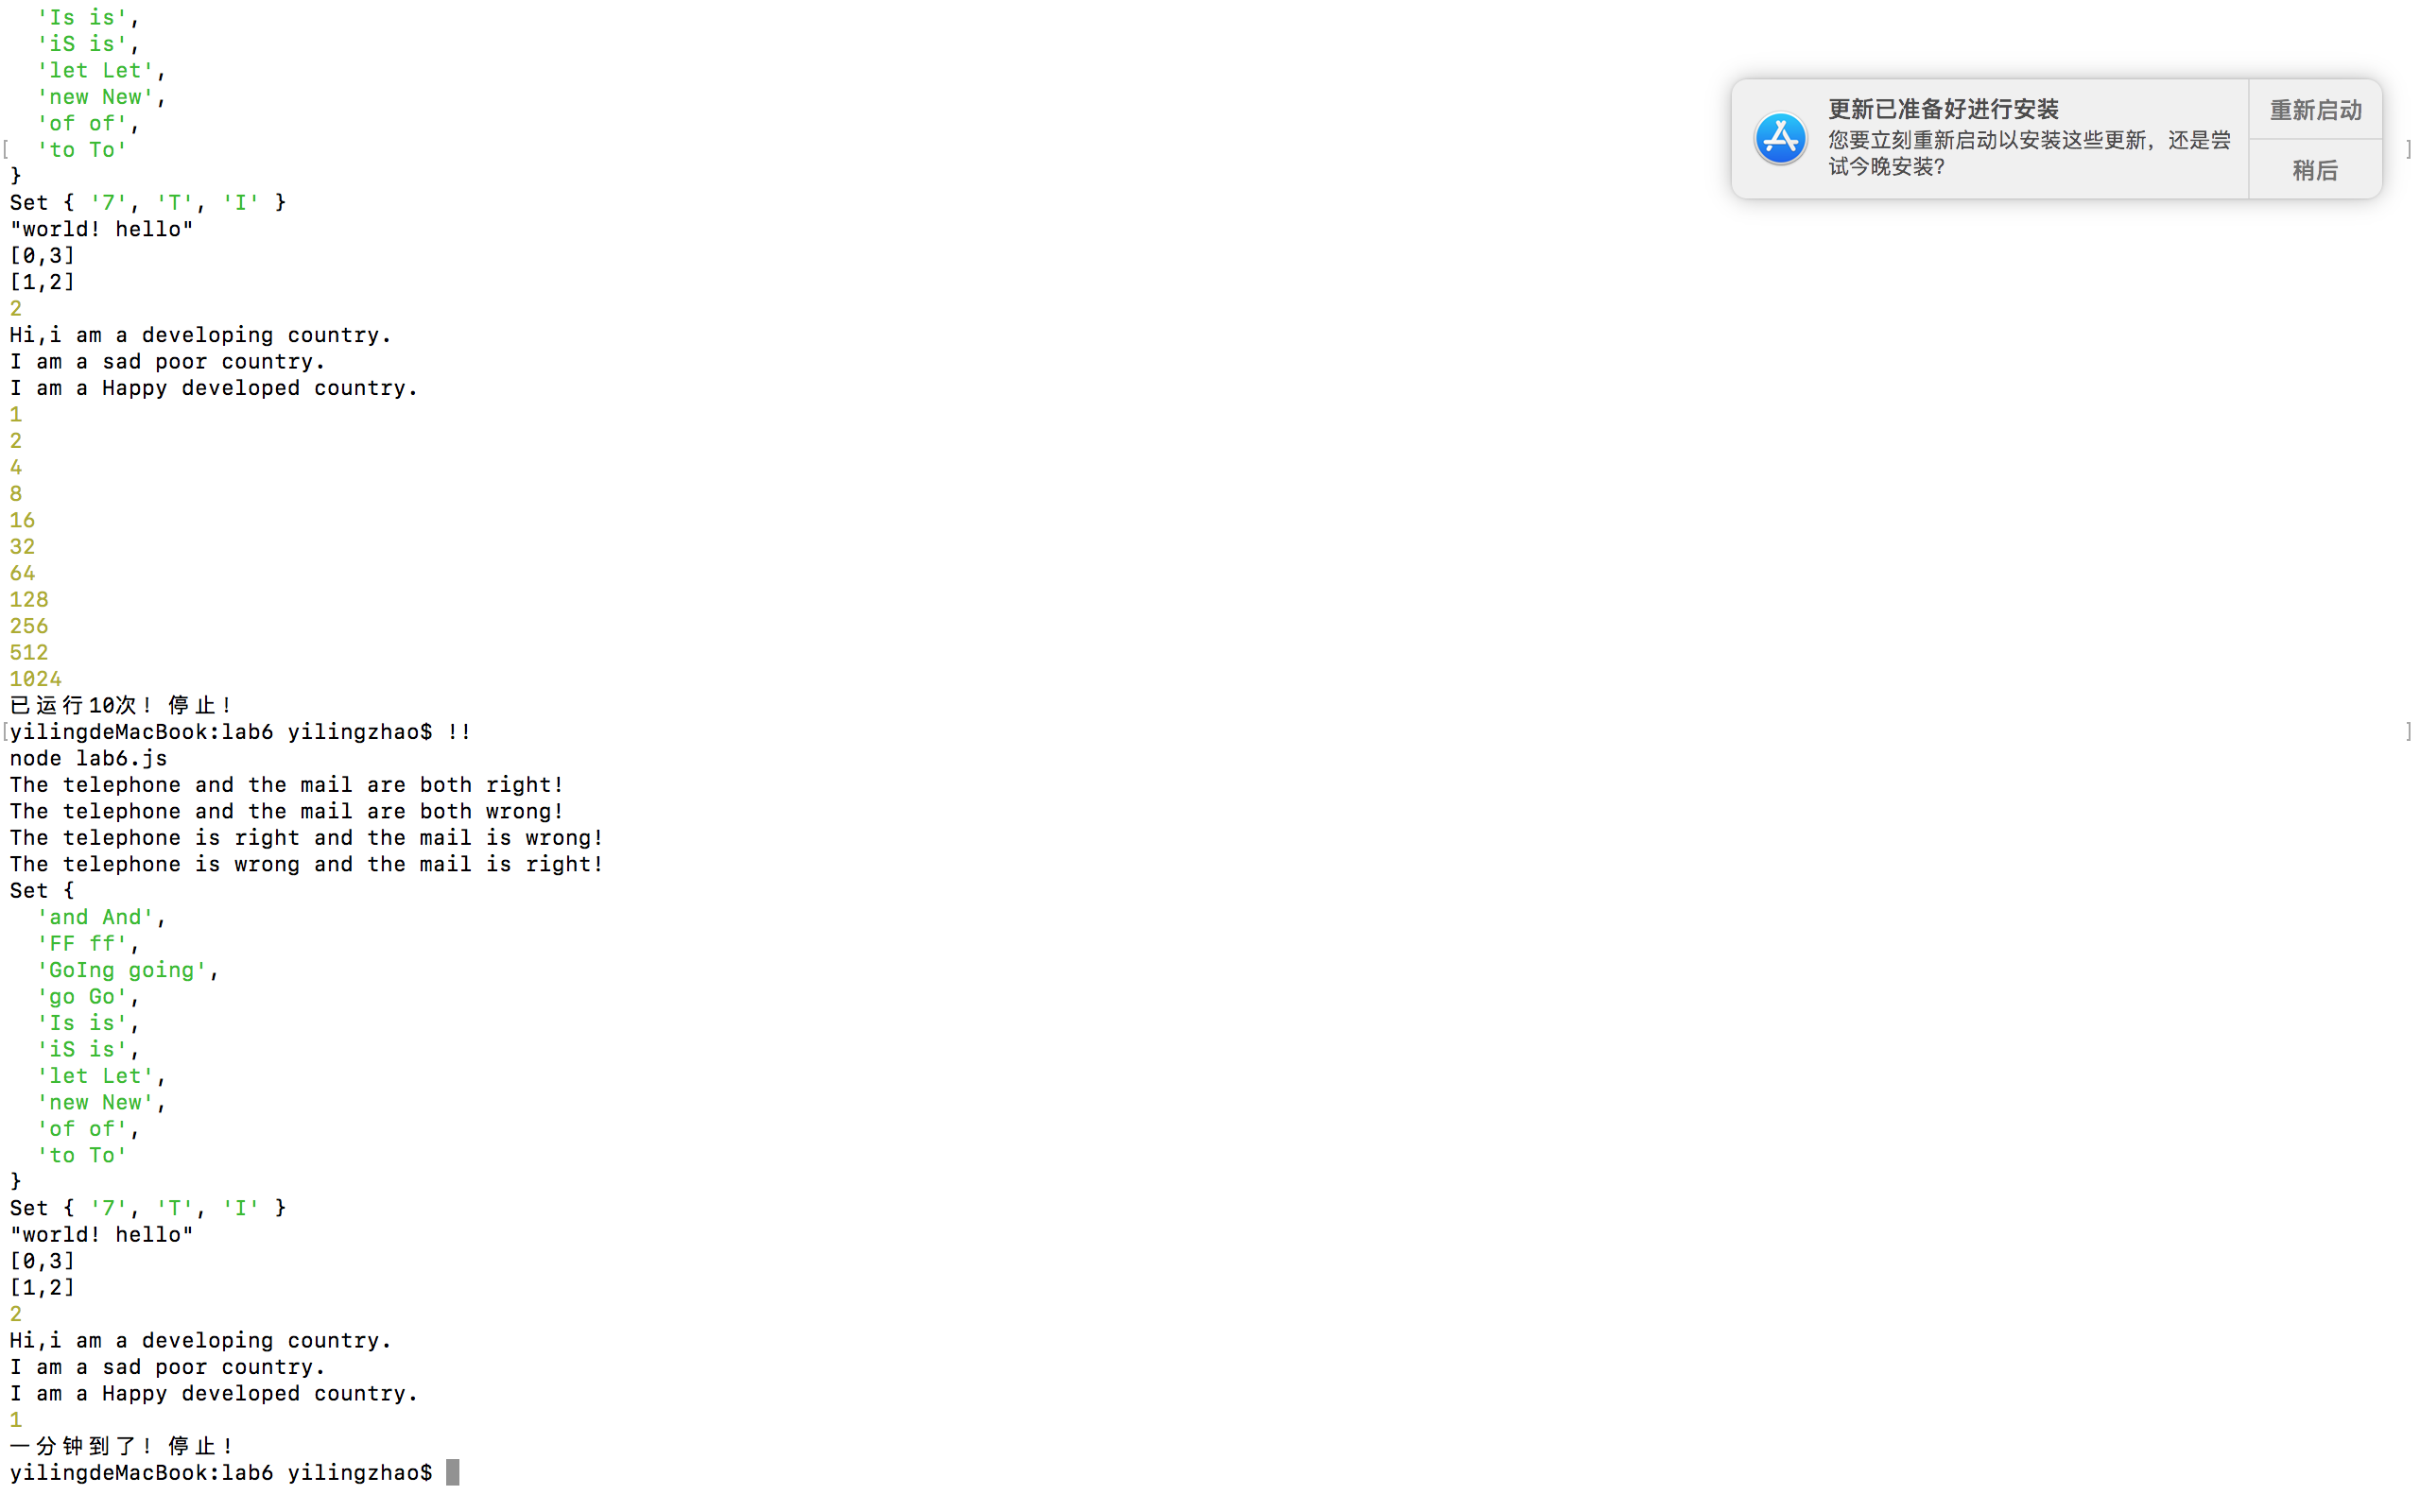 'Is is',
'iS is',
'let Let',
'new New',
'of of',
[ 'to To' ]
}
Set { '7', 'T', 'I' }
"world! hello"
[0,3]
[1,2]
2
Hi,i am a developing country.
I am a sad poor country.
I am a Happy developed country.
1
2
4
8
16
32
64
128
256
512
1024
已运行10次！停止！
[yilingdeMacBook:lab6 yilingzhao$ !! ]
node lab6.js
The telephone and the mail are both right!
The telephone and the mail are both wrong!
The telephone is right and the mail is wrong!
The telephone is wrong and the mail is right!
Set {
'and And',
'FF ff',
'GoIng going',
'go Go',
'Is is',
'iS is',
'let Let',
'new New',
'of of',
'to To'
}
Set { '7', 'T', 'I' }
"world! hello"
[0,3]
[1,2]
2
Hi,i am a developing country.
I am a sad poor country.
I am a Happy developed country.
1
一分钟到了！停止！
yilingdeMacBook:lab6 yilingzhao$
更新已准备好进行安装
您要立刻重新启动以安装这些更新，还是尝
试今晚安装？
重新启动
稍后